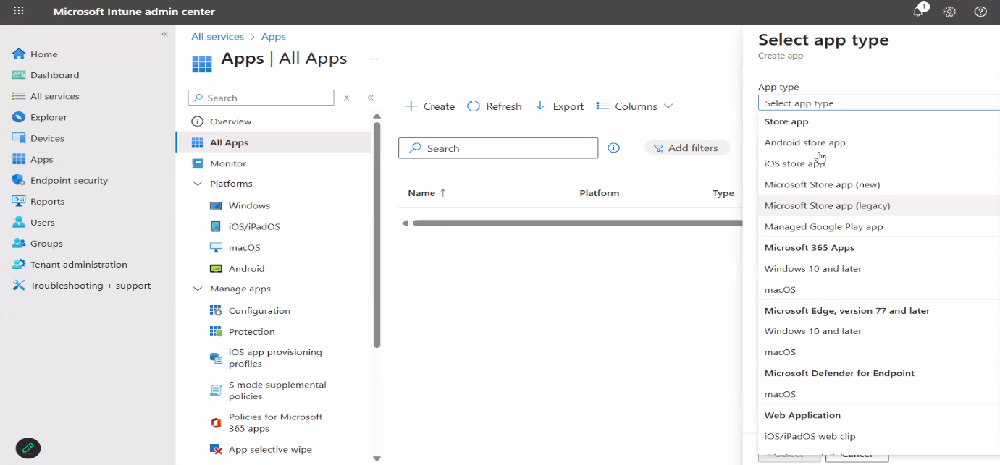 Microsoft Intune admin center
1
Home
Dashboard
All services
Explorer
Devices
Apps
Endpoint security
Reports
Users
Groups
Tenant administration
Troubleshooting + support
All services > Apps
Apps | All Apps ...
Search
Overview
All Apps
Monitor
Platforms
Windows
iOS/iPadOS
macOS
Android
Manage apps
Configuration
Protection
iOS app provisioning
profiles
S mode supplemental
policies
Policies for Microsoft
365 apps
App selective wipe
Create Refresh Export Columns
Search
Add filters
Name ↑ Platform Type
Select app type
Create app
App type
Select app type
Store app
Android store app
iOS store app
Microsoft Store app (new)
Microsoft Store app (legacy)
Managed Google Play app
Microsoft 365 Apps
Windows 10 and later
macOS
Microsoft Edge, version 77 and later
Windows 10 and later
macOS
Microsoft Defender for Endpoint
macOS
Web Application
iOS/iPadOS web clip
Select Cancel